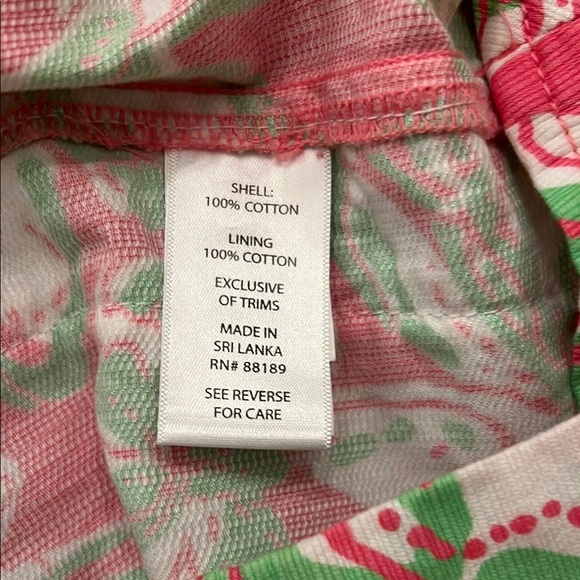 SHELL:
100% COTTON
LINING
100% COTTON
EXCLUSIVE
OF TRIMS
MADE IN
SRI LANKA
RN# 88189
SEE REVERSE
FOR CARE